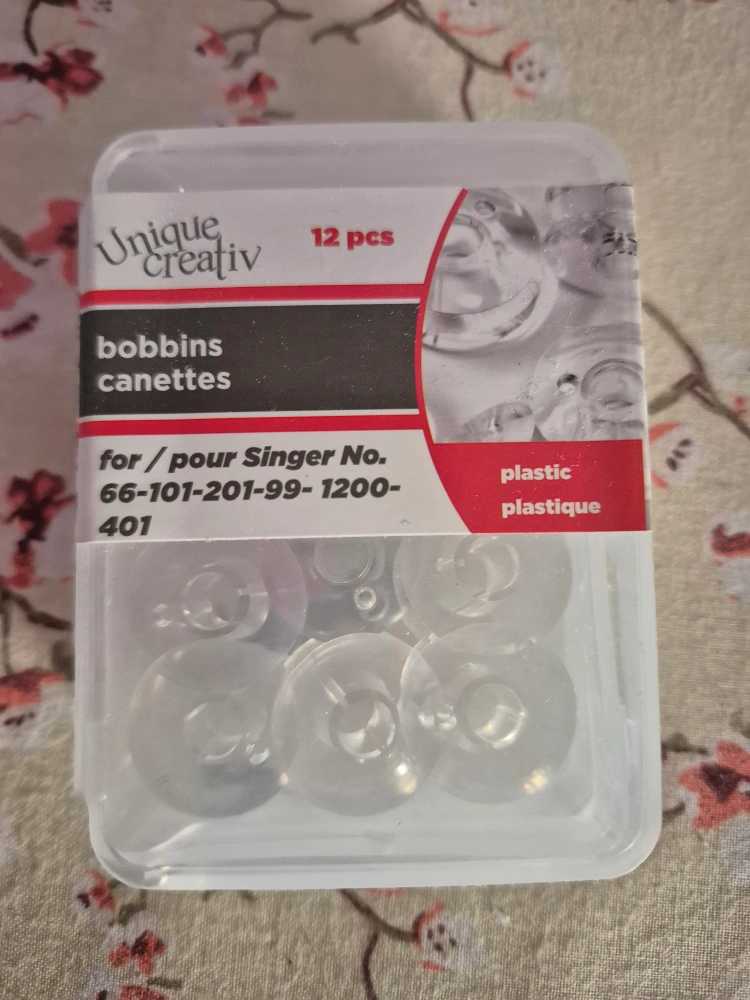 Unique
creativ
12 pcs
bobbins
canettes
for / pour Singer No.
66-101-201-99- 1200-
401
plastic
plastique